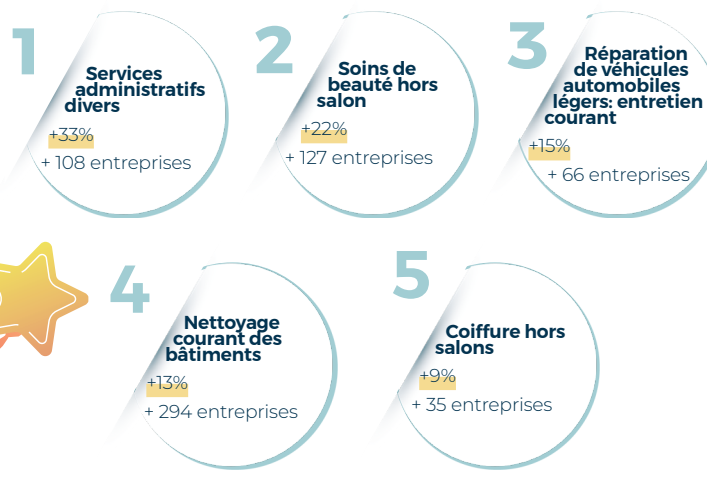 1
Services
administratifs
divers
+33%
+ 108 entreprises
2
Soins de
beauté hors
salon
+22%
+ 127 entreprises
3
Réparation
de véhicules
automobiles
légers: entretien
courant
+15%
+ 66 entreprises
4
Nettoyage
courant des
bâtiments
+13%
+ 294 entreprises
5
Coiffure hors
salons
+9%
+ 35 entreprises